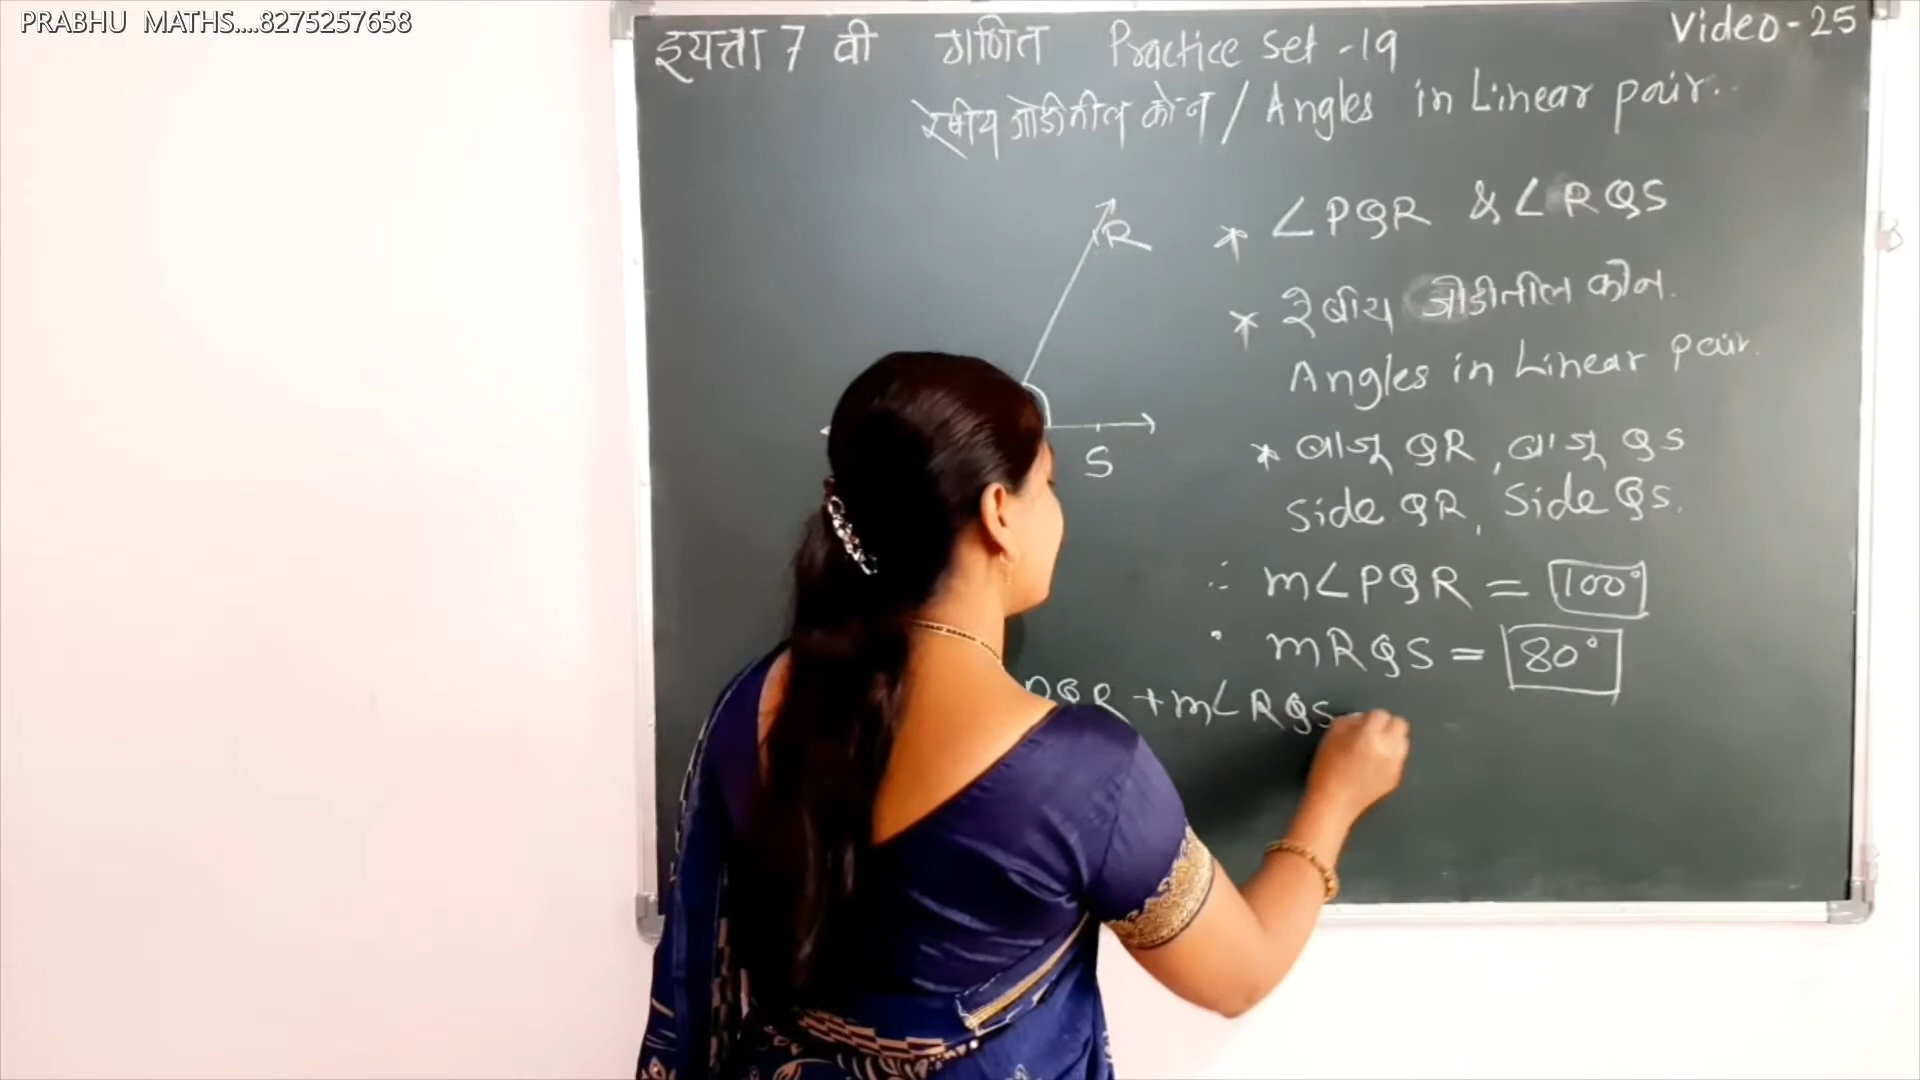 PRABHU MATHS....8275257658
Video-25
इयत्ता 7 वी गणित Practice Set -19
रेषीय जोडीतील कोन / Angles in Linear pair.
R
S
* ∠PQR & ∠RQS
* रेषीय जोडीतील कोन.
Angles in Linear pair.
* बाजू QR, बाजू QS
Side QR, Side QS.
∴ m∠PQR = 100°
mRQS = 80°
PQR + m∠RQS